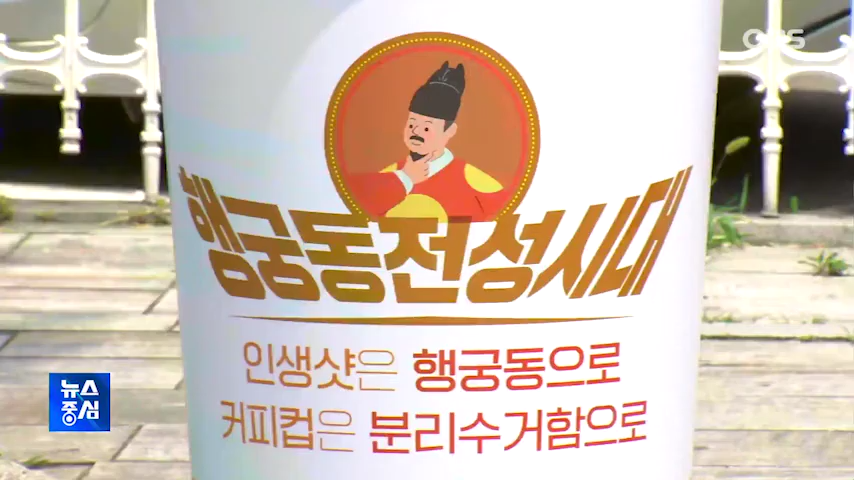 행궁동전성시대
인생샷은 행궁동으로
커피컵은 분리수거함으로
뉴스
중심